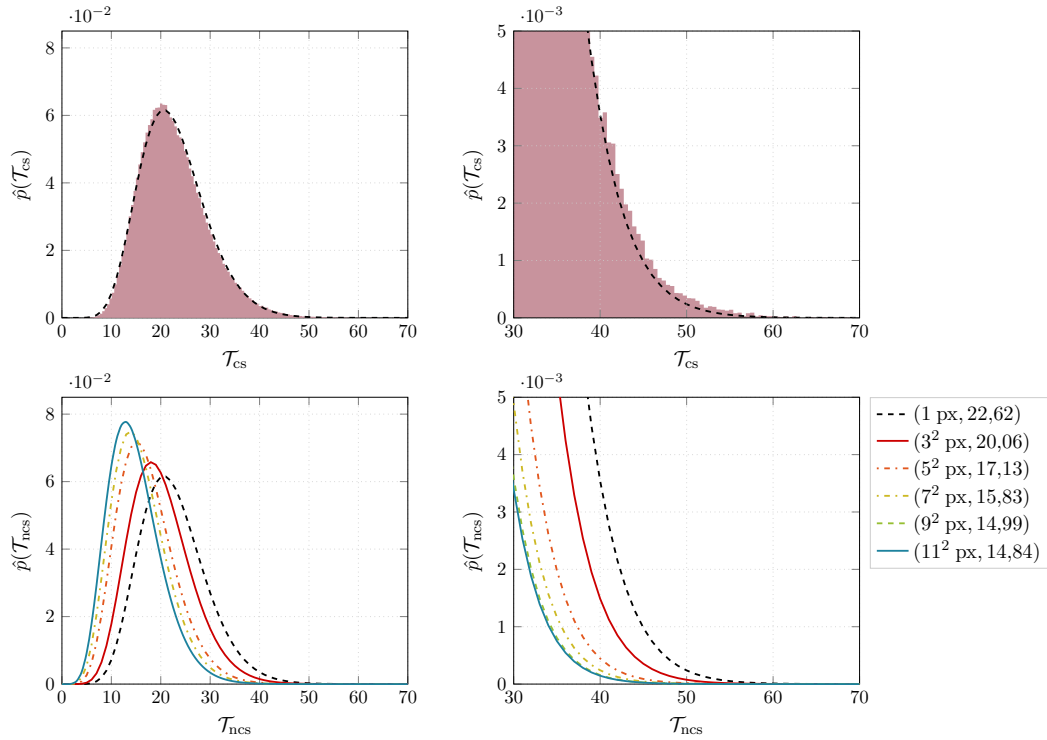 ·10⁻²
8
6
4
2
0
p̂(𝒯cs)
0 10 20 30 40 50 60 70
𝒯cs
·10⁻³
5
4
3
2
1
0
p̂(𝒯cs)
30 40 50 60 70
𝒯cs
·10⁻²
8
6
4
2
0
p̂(𝒯ncs)
0 10 20 30 40 50 60 70
𝒯ncs
·10⁻³
5
4
3
2
1
0
p̂(𝒯ncs)
30 40 50 60 70
𝒯ncs
(1 px, 22,62)
(3² px, 20,06)
(5² px, 17,13)
(7² px, 15,83)
(9² px, 14,99)
(11² px, 14,84)